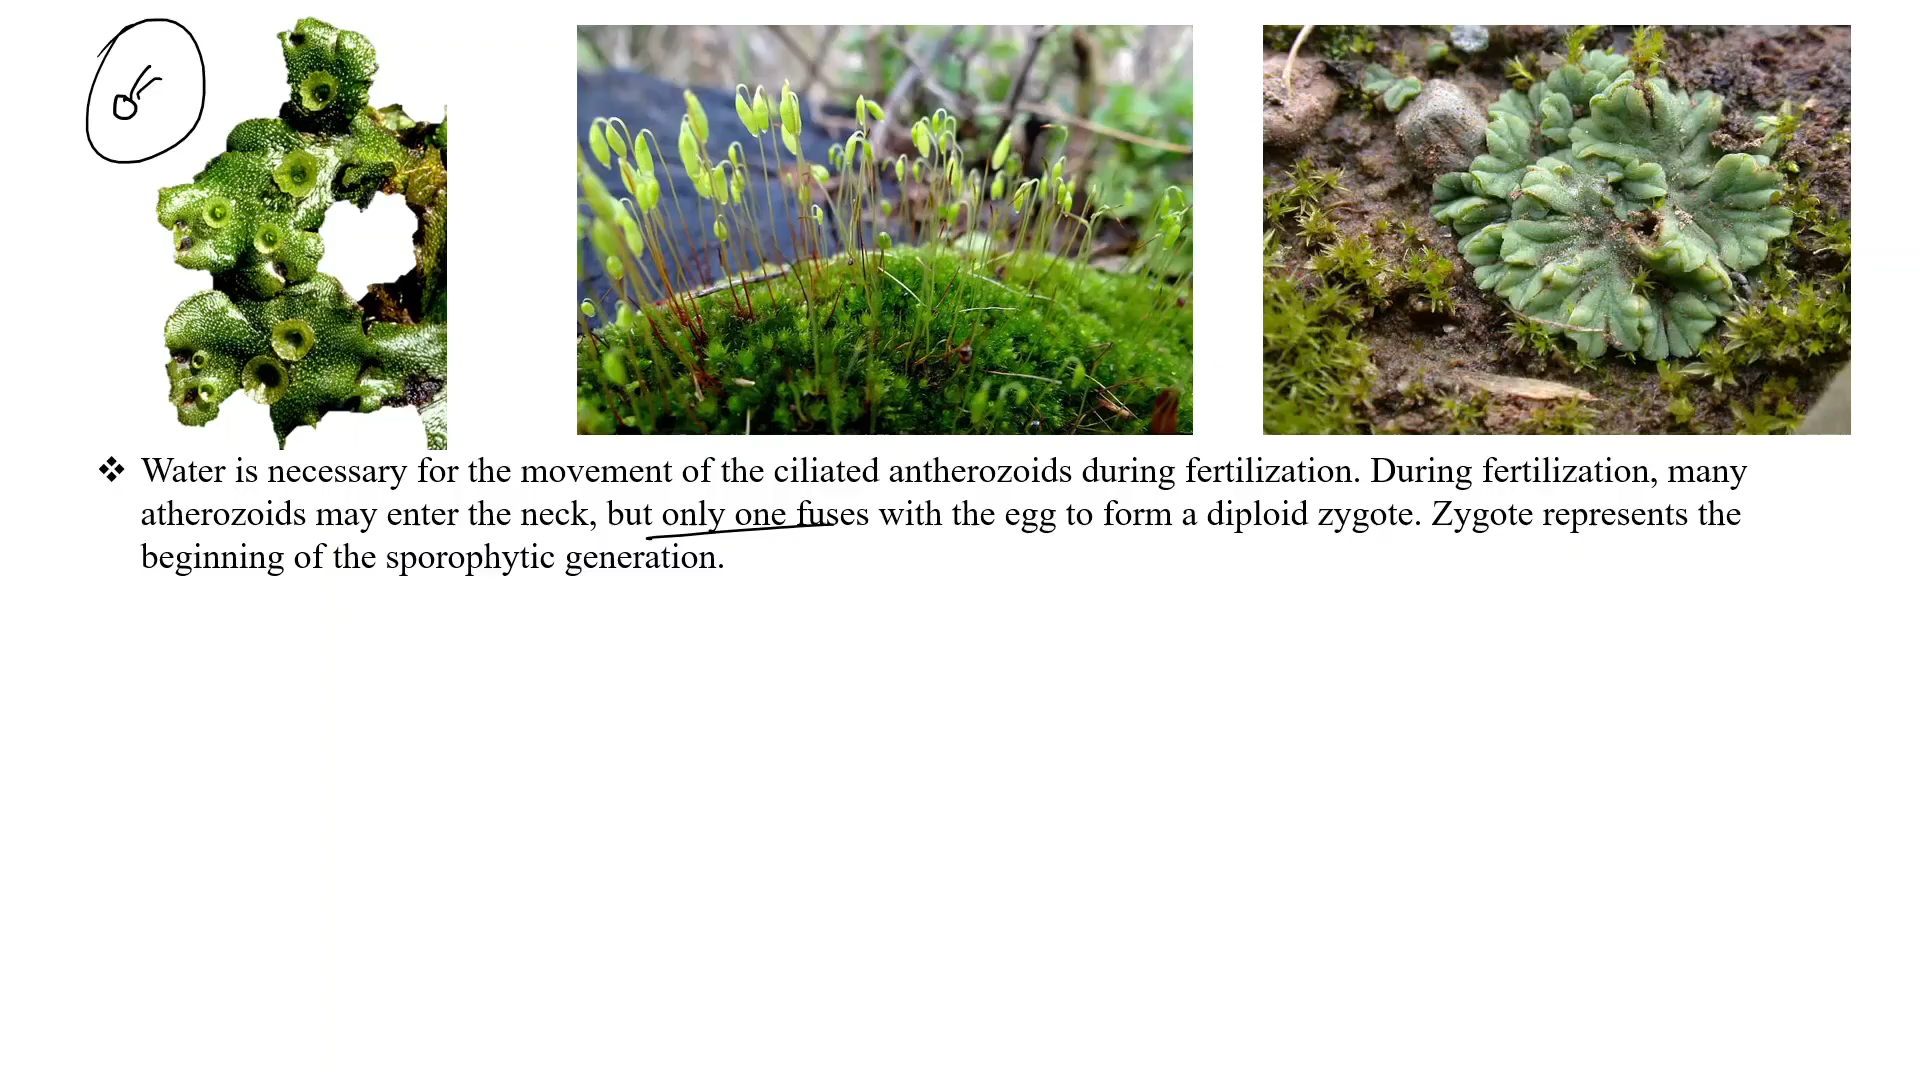 ❖ Water is necessary for the movement of the ciliated antherozoids during fertilization. During fertilization, many
atherozoids may enter the neck, but only one fuses with the egg to form a diploid zygote. Zygote represents the
beginning of the sporophytic generation.